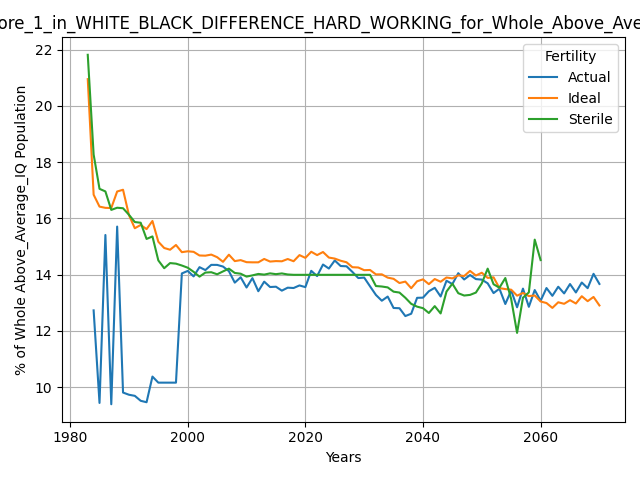 ore_1_in_WHITE_BLACK_DIFFERENCE_HARD_WORKING_for_Whole_Above_Ave
Fertility
Actual
Ideal
Sterile
% of Whole Above_Average_IQ Population
22
20
18
16
14
12
10
1980 2000 2020 2040 2060
Years